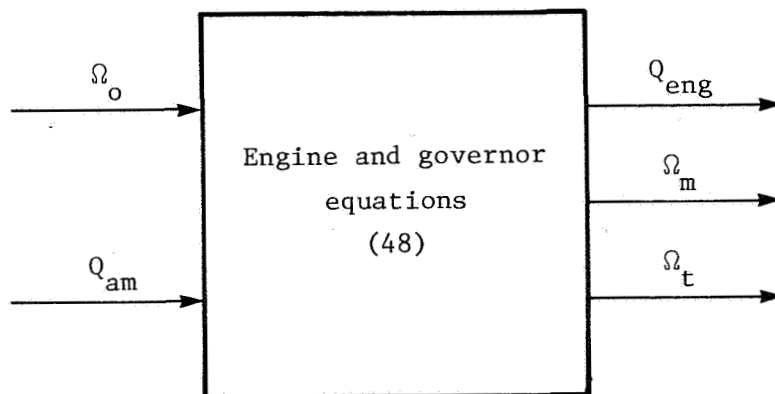 Ω_o
Q_am
Engine and governor
equations
(48)
Q_eng
Ω_m
Ω_t